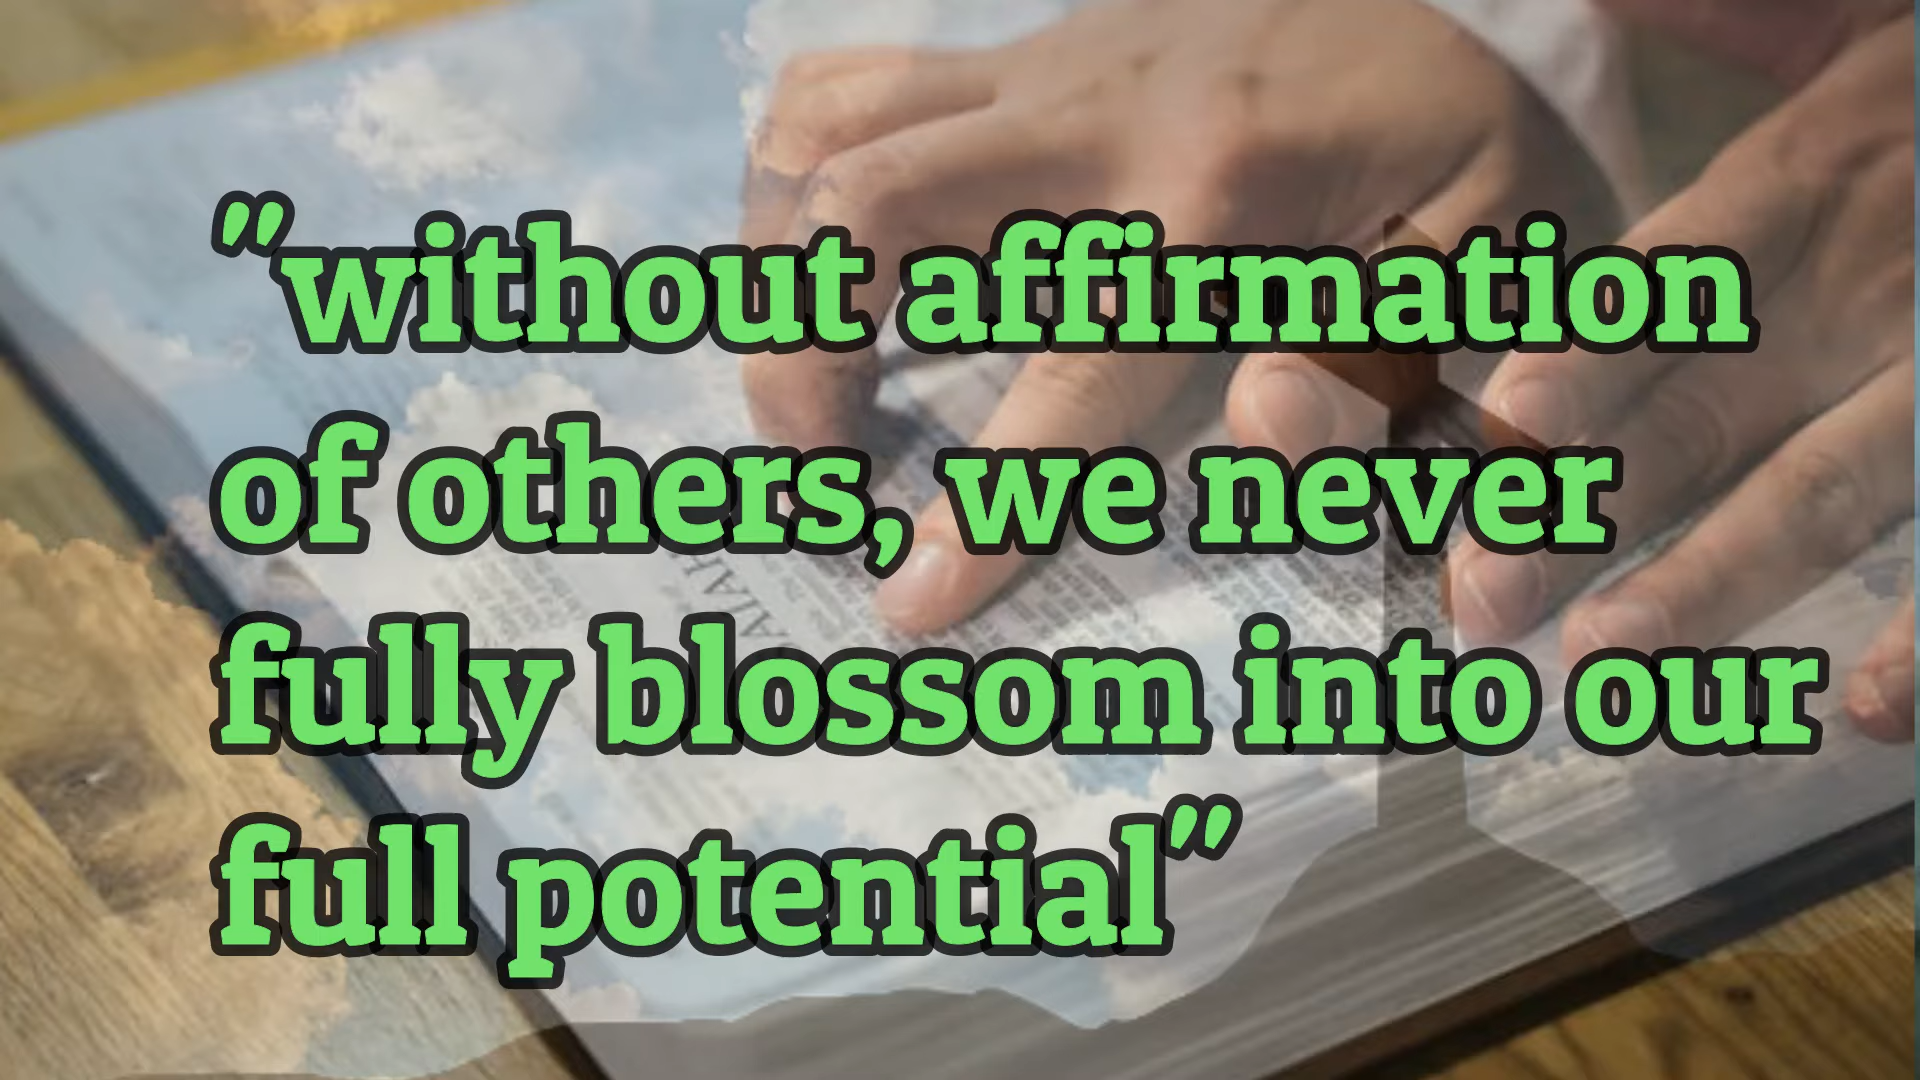 "without affirmation
of others, we never
fully blossom into our
full potential"